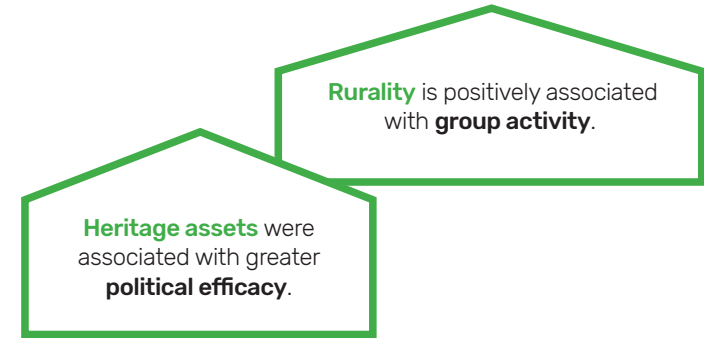 Rurality is positively associated
with group activity.
Heritage assets were
associated with greater
political efficacy.